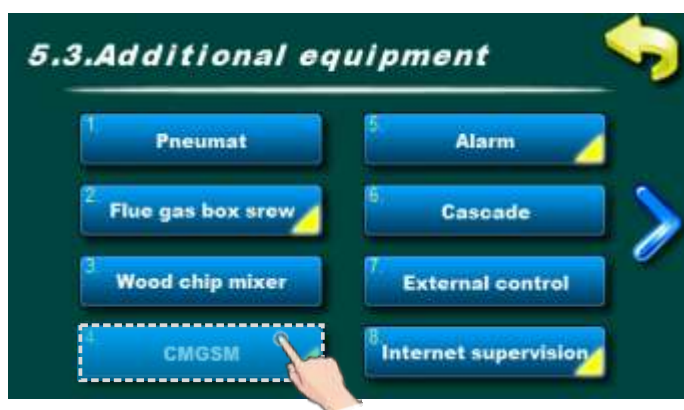 5.3.Additional equipment
1. Pneumat
2. Flue gas box srew
3. Wood chip mixer
4. CMGSM
5. Alarm
6. Cascade
7. External control
8. Internet supervision